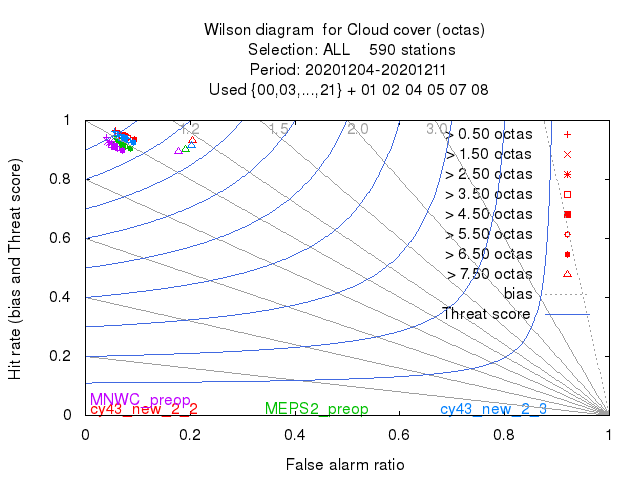 Wilson diagram for Cloud cover (octas)
Selection: ALL 590 stations
Period: 20201204-20201211
Used {00,03,...,21} + 01 02 04 05 07 08
1.2 1.5 2.0 3.0
> 0.50 octas
> 1.50 octas
> 2.50 octas
> 3.50 octas
> 4.50 octas
> 5.50 octas
> 6.50 octas
> 7.50 octas
bias
Threat score
Hit rate (bias and Threat score)
1
0.8
0.6
0.4
0.2
0
MNWC_preop
cy43_new_2_2 MEPS2_preop cy43_new_2_3
0 0.2 0.4 0.6 0.8 1
False alarm ratio